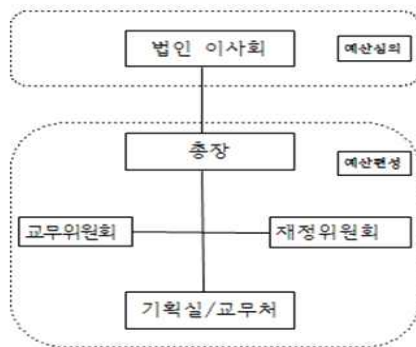 법인 이사회
예산심의
총장
예산편성
교무위원회
재정위원회
기획실/교무처